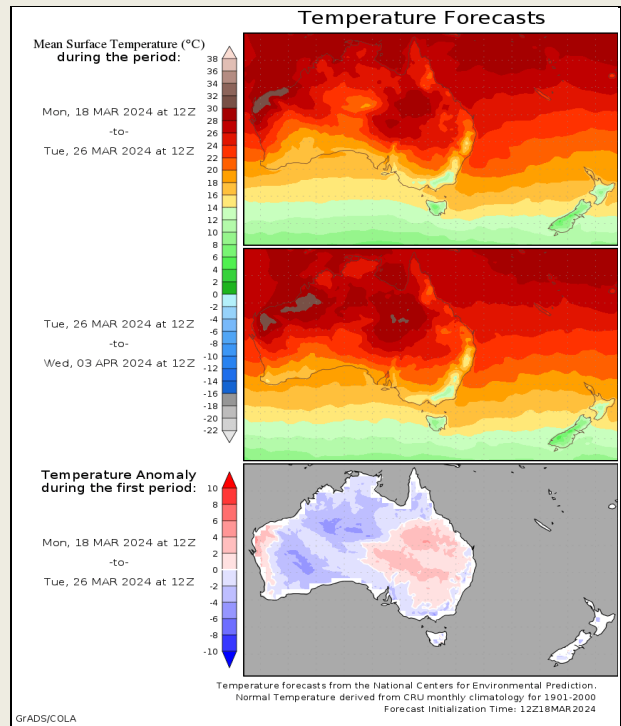 Temperature Forecasts
Mean Surface Temperature (°C)
during the period:
Mon, 18 MAR 2024 at 12Z
-to-
Tue, 26 MAR 2024 at 12Z
38
36
34
32
30
28
26
24
22
20
18
16
14
12
10
8
6
4
2
0
-2
-4
-6
-8
-10
-12
-14
-16
-18
-20
-22
Tue, 26 MAR 2024 at 12Z
-to-
Wed, 03 APR 2024 at 12Z
Temperature Anomaly
during the first period:
Mon, 18 MAR 2024 at 12Z
-to-
Tue, 26 MAR 2024 at 12Z
10
8
6
4
2
0
-2
-4
-6
-8
-10
Temperature forecasts from the National Centers for Environmental Prediction.
Normal Temperature derived from CRU monthly climatology for 1901-2000
Forecast Initialization Time: 12Z18MAR2024
GrADS/COLA